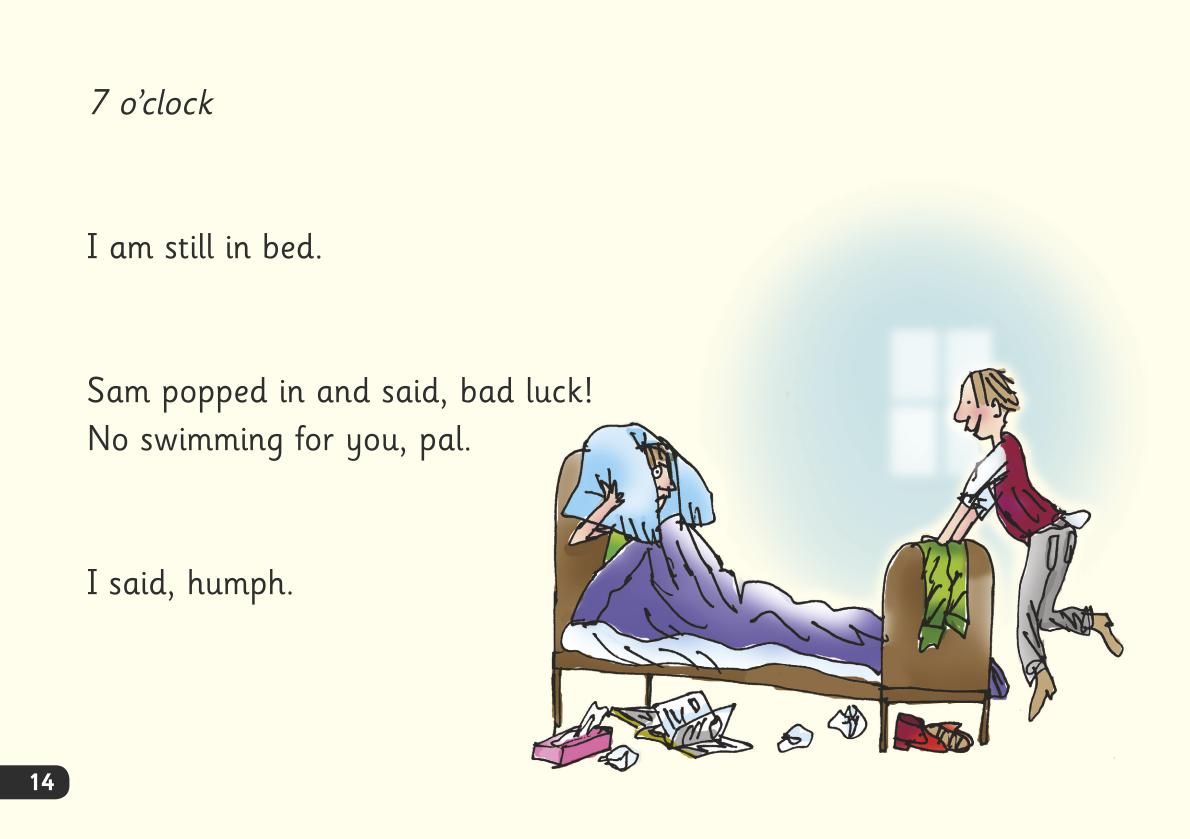 7 o'clock
I am still in bed.
Sam popped in and said, bad luck!
No swimming for you, pal.
I said, humph.
14